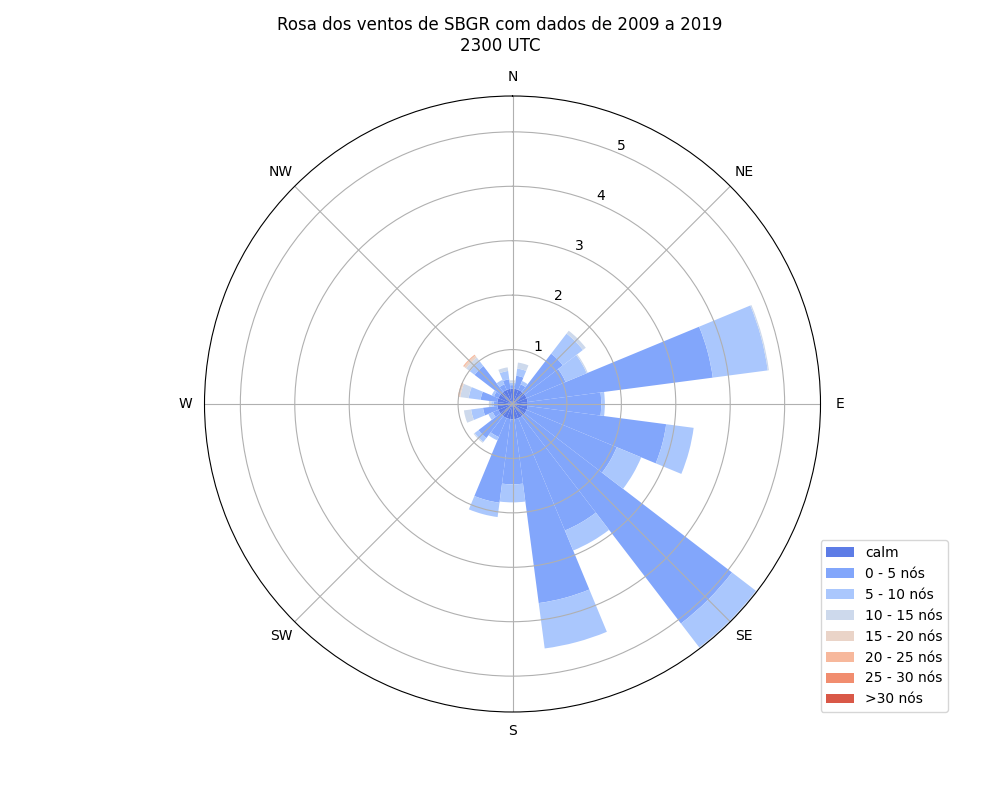 Rosa dos ventos de SBGR com dados de 2009 a 2019
2300 UTC
N
NW
NE
5
4
3
2
1
W
E
SW
SE
S
calm
0 - 5 nós
5 - 10 nós
10 - 15 nós
15 - 20 nós
20 - 25 nós
25 - 30 nós
>30 nós